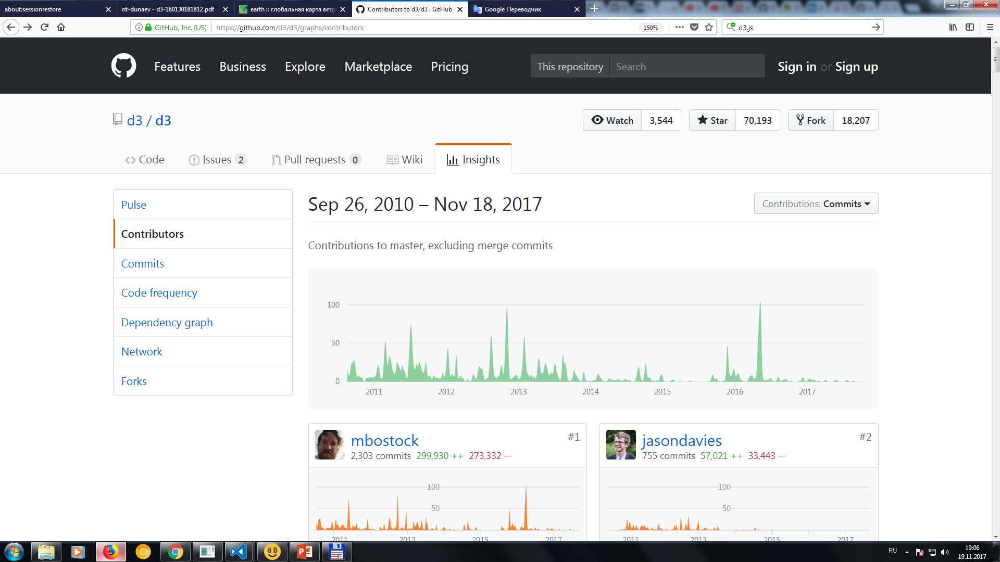 about:sessionrestore
rit-dunaev - d3-160130181812.pdf
earth :: глобальная карта ветр
Contributors to d3/d3 · GitHub
Google Переводчик
GitHub, Inc. (US)
https://github.com/d3/d3/graphs/contributors
150%
d3.js
Features Business Explore Marketplace Pricing
This repository Search
Sign in or Sign up
d3 / d3
Watch 3,544
Star 70,193
Fork 18,207
Code
Issues 2
Pull requests 0
Wiki
Insights
Pulse
Contributors
Commits
Code frequency
Dependency graph
Network
Forks
Sep 26, 2010 – Nov 18, 2017
Contributions: Commits
Contributions to master, excluding merge commits
100
50
0
2011 2012 2013 2014 2015 2016 2017
mbostock #1
2,303 commits 299,930 ++ 273,332 --
100
50
2011 2013 2015 2017
jasondavies #2
755 commits 57,021 ++ 33,443 --
100
50
2011 2013 2015 2017
RU
19:06
19.11.2017